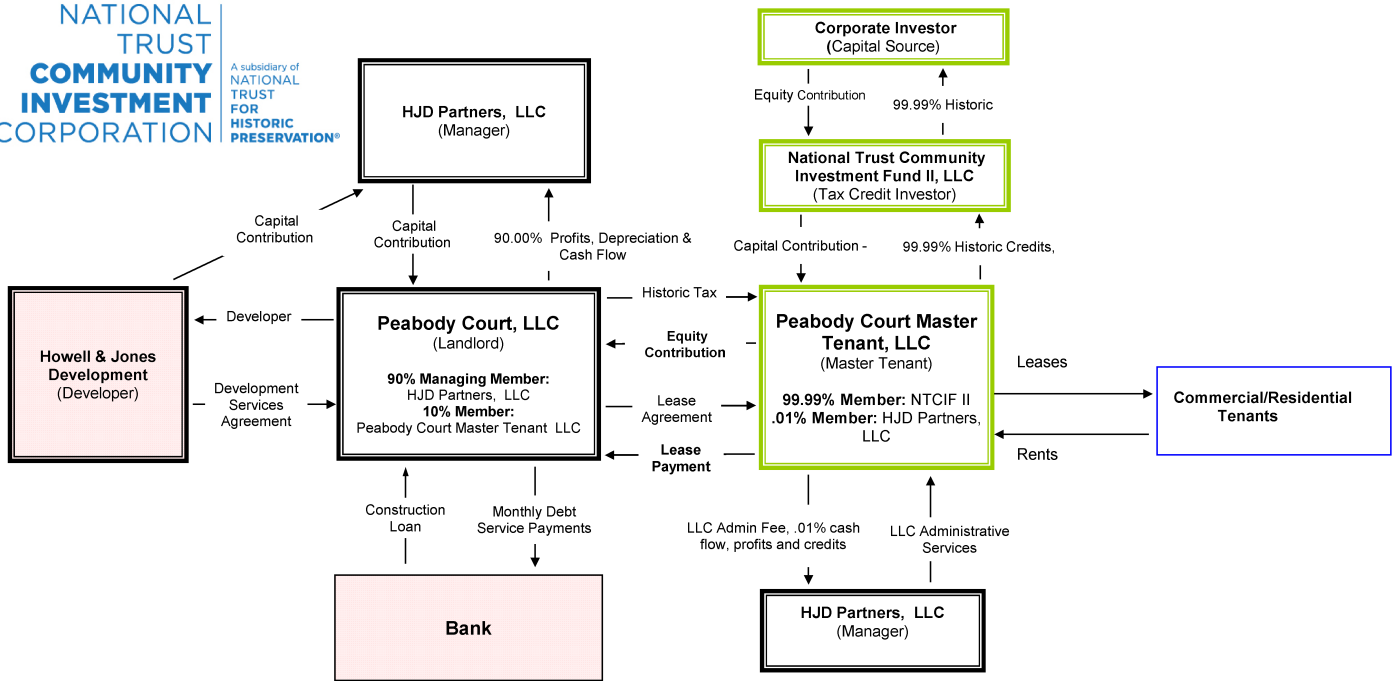 NATIONAL
TRUST
COMMUNITY
INVESTMENT
CORPORATION
A subsidiary of
NATIONAL
TRUST
FOR
HISTORIC
PRESERVATION®
HJD Partners, LLC
(Manager)
Corporate Investor
(Capital Source)
Equity Contribution
99.99% Historic
National Trust Community
Investment Fund II, LLC
(Tax Credit Investor)
Capital
Contribution
Capital
Contribution
90.00% Profits, Depreciation &
Cash Flow
Capital Contribution -
99.99% Historic Credits,
Howell & Jones
Development
(Developer)
Developer
Development
Services
Agreement
Peabody Court, LLC
(Landlord)
90% Managing Member:
HJD Partners, LLC
10% Member:
Peabody Court Master Tenant LLC
Historic Tax
Equity
Contribution
Lease
Agreement
Lease
Payment
Peabody Court Master
Tenant, LLC
(Master Tenant)
99.99% Member: NTCIF II
.01% Member: HJD Partners,
LLC
Leases
Rents
Commercial/Residential
Tenants
Construction
Loan
Monthly Debt
Service Payments
LLC Admin Fee, .01% cash
flow, profits and credits
LLC Administrative
Services
Bank
HJD Partners, LLC
(Manager)